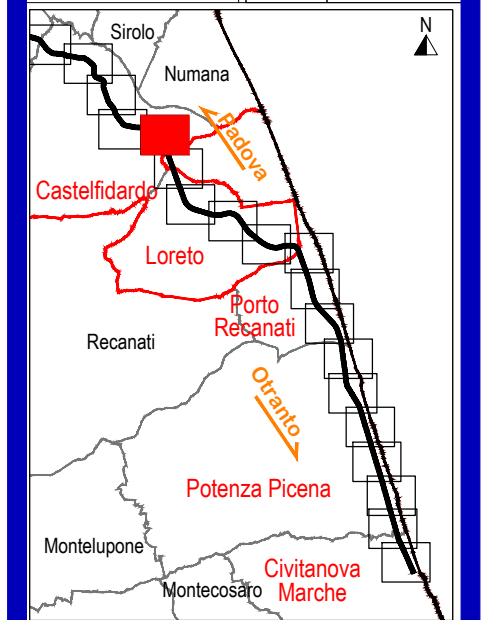 Sirolo
N
Numana
Padova
Castelfidardo
Loreto
Porto
Recanati
Recanati
Otranto
Potenza Picena
Montelupone
Civitanova
Marche
Montecosaro